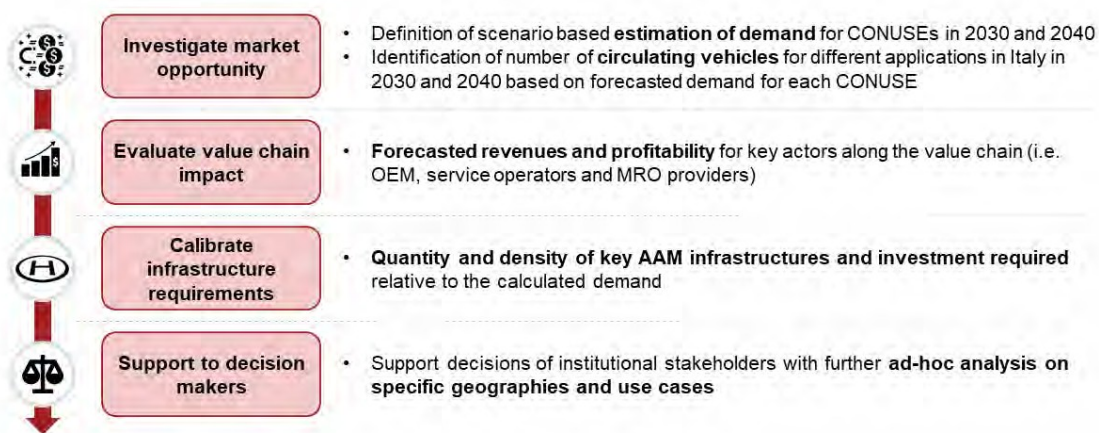 Investigate market
opportunity
• Definition of scenario based estimation of demand for CONUSEs in 2030 and 2040
• Identification of number of circulating vehicles for different applications in Italy in
2030 and 2040 based on forecasted demand for each CONUSE
Evaluate value chain
impact
• Forecasted revenues and profitability for key actors along the value chain (i.e.
OEM, service operators and MRO providers)
Calibrate
infrastructure
requirements
• Quantity and density of key AAM infrastructures and investment required
relative to the calculated demand
Support to decision
makers
• Support decisions of institutional stakeholders with further ad-hoc analysis on
specific geographies and use cases